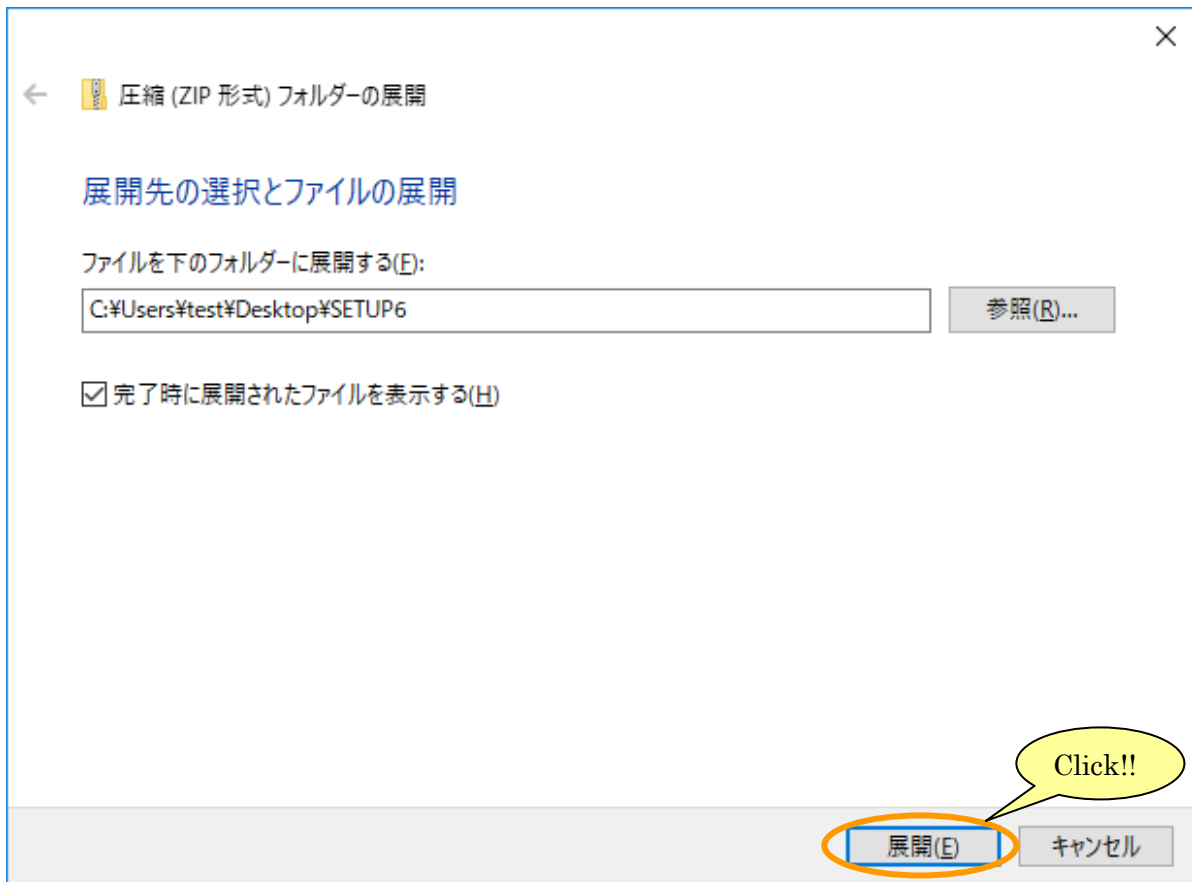 圧縮 (ZIP 形式) フォルダーの展開
展開先の選択とファイルの展開
ファイルを下のフォルダーに展開する(F):
C:¥Users¥test¥Desktop¥SETUP6
参照(R)...
完了時に展開されたファイルを表示する(H)
Click!!
展開(E)
キャンセル